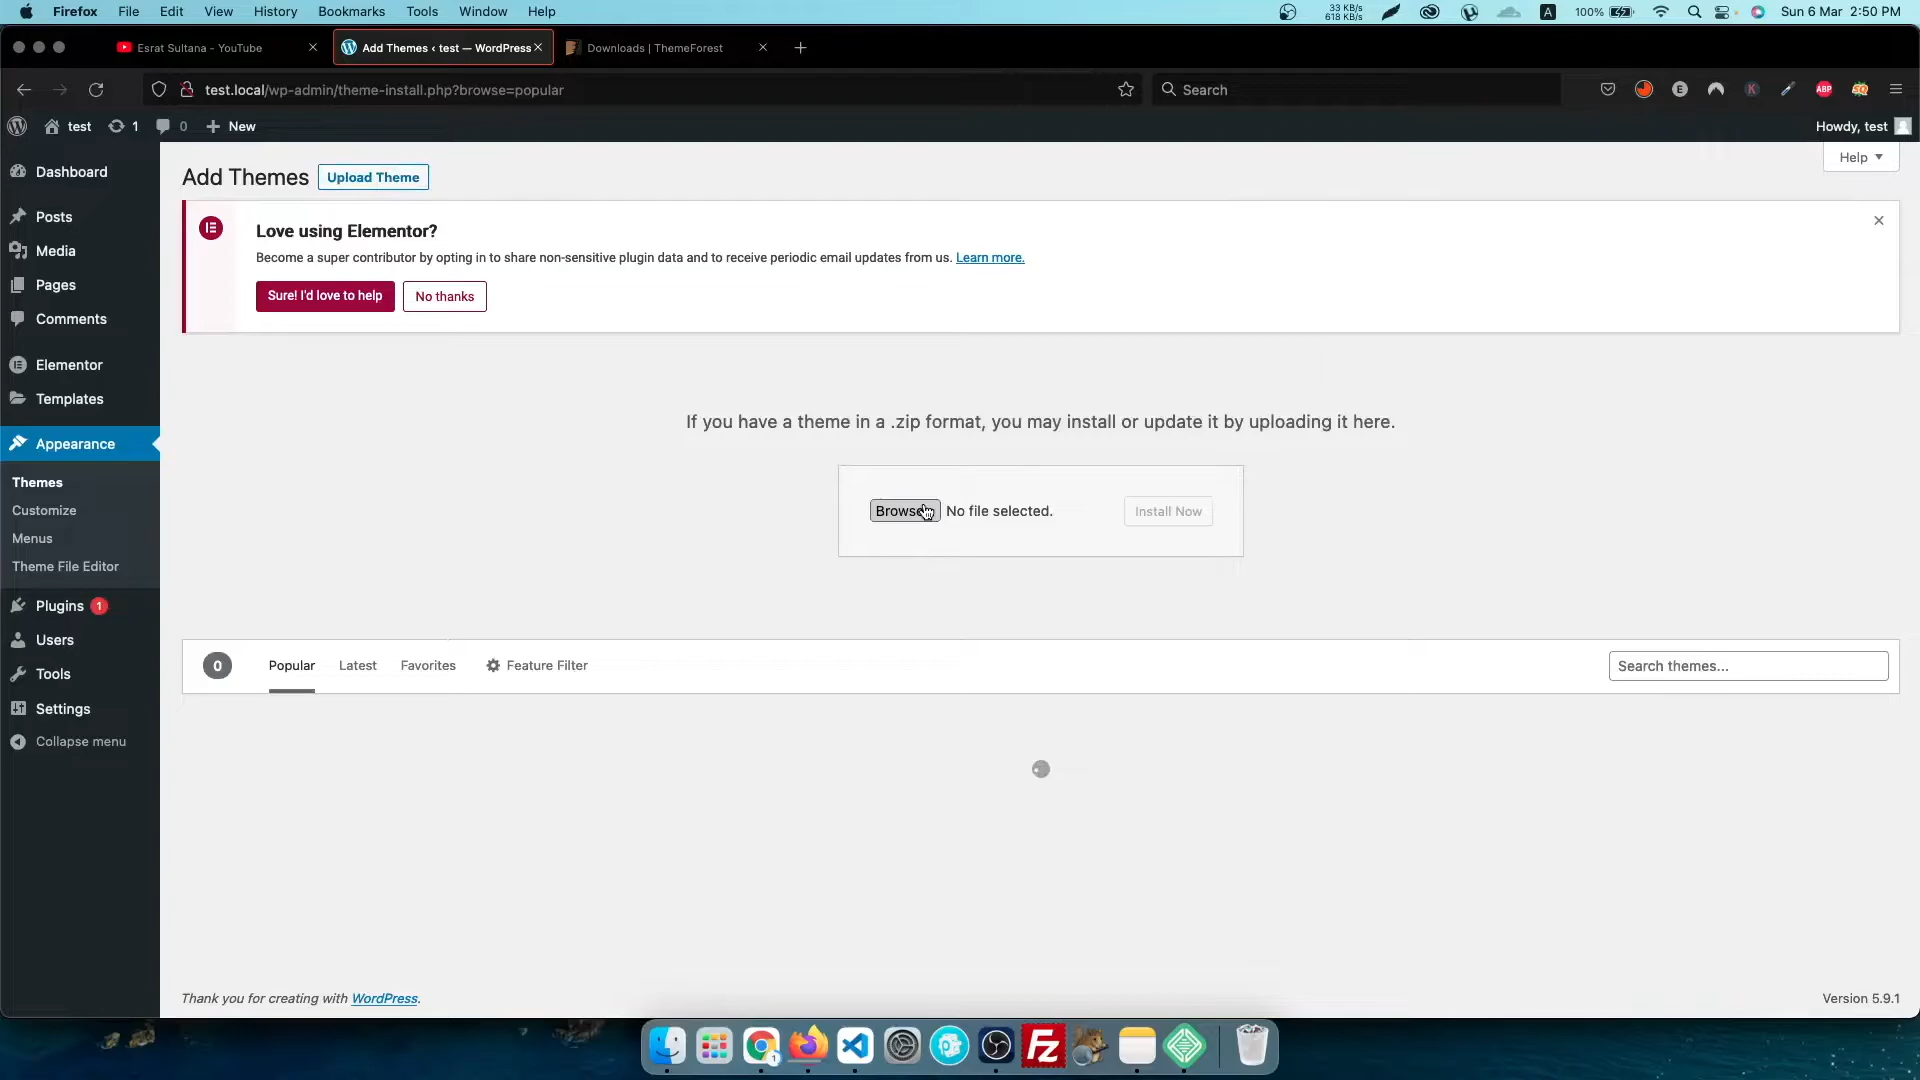 Firefox File Edit View History Bookmarks Tools Window Help 33 KB/s 618 KB/s A 100% Sun 6 Mar 2:50 PM
Esrat Sultana - YouTube Add Themes ‹ test — WordPress Downloads | ThemeForest
test.local/wp-admin/theme-install.php?browse=popular Search E K ABP
test 1 0 New Howdy, test
Help
Dashboard
Posts
Media
Pages
Comments
Elementor
Templates
Appearance
Themes
Customize
Menus
Theme File Editor
Plugins 1
Users
Tools
Settings
Collapse menu
Add Themes Upload Theme
Love using Elementor?
Become a super contributor by opting in to share non-sensitive plugin data and to receive periodic email updates from us. Learn more.
Sure! I'd love to help No thanks
If you have a theme in a .zip format, you may install or update it by uploading it here.
Browse No file selected. Install Now
0 Popular Latest Favorites Feature Filter Search themes...
Thank you for creating with WordPress. Version 5.9.1
1 Fz